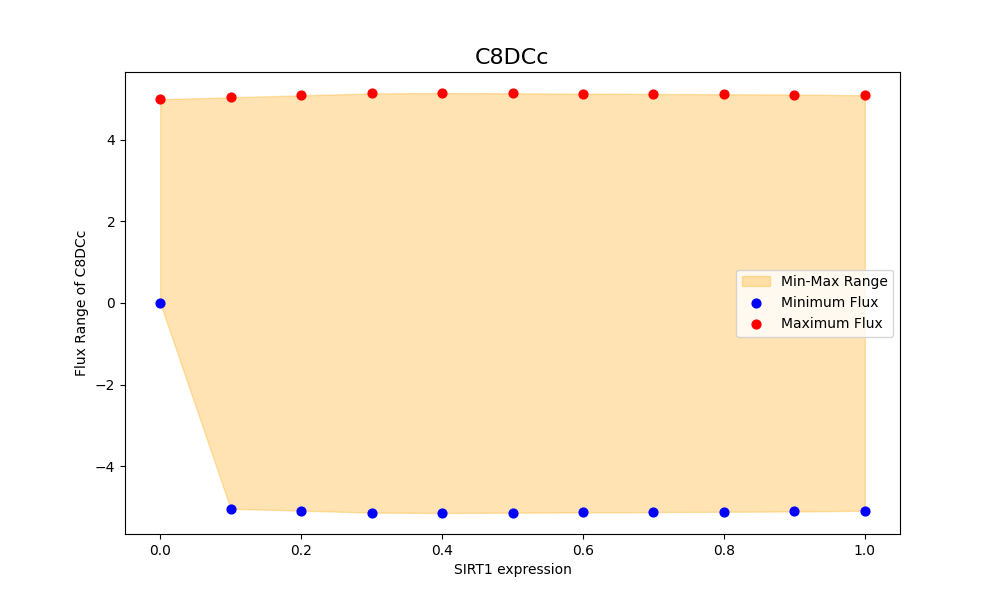 C8DCc
Flux Range of C8DCc
4
2
0
−2
−4
Min-Max Range
Minimum Flux
Maximum Flux
0.0 0.2 0.4 0.6 0.8 1.0
SIRT1 expression